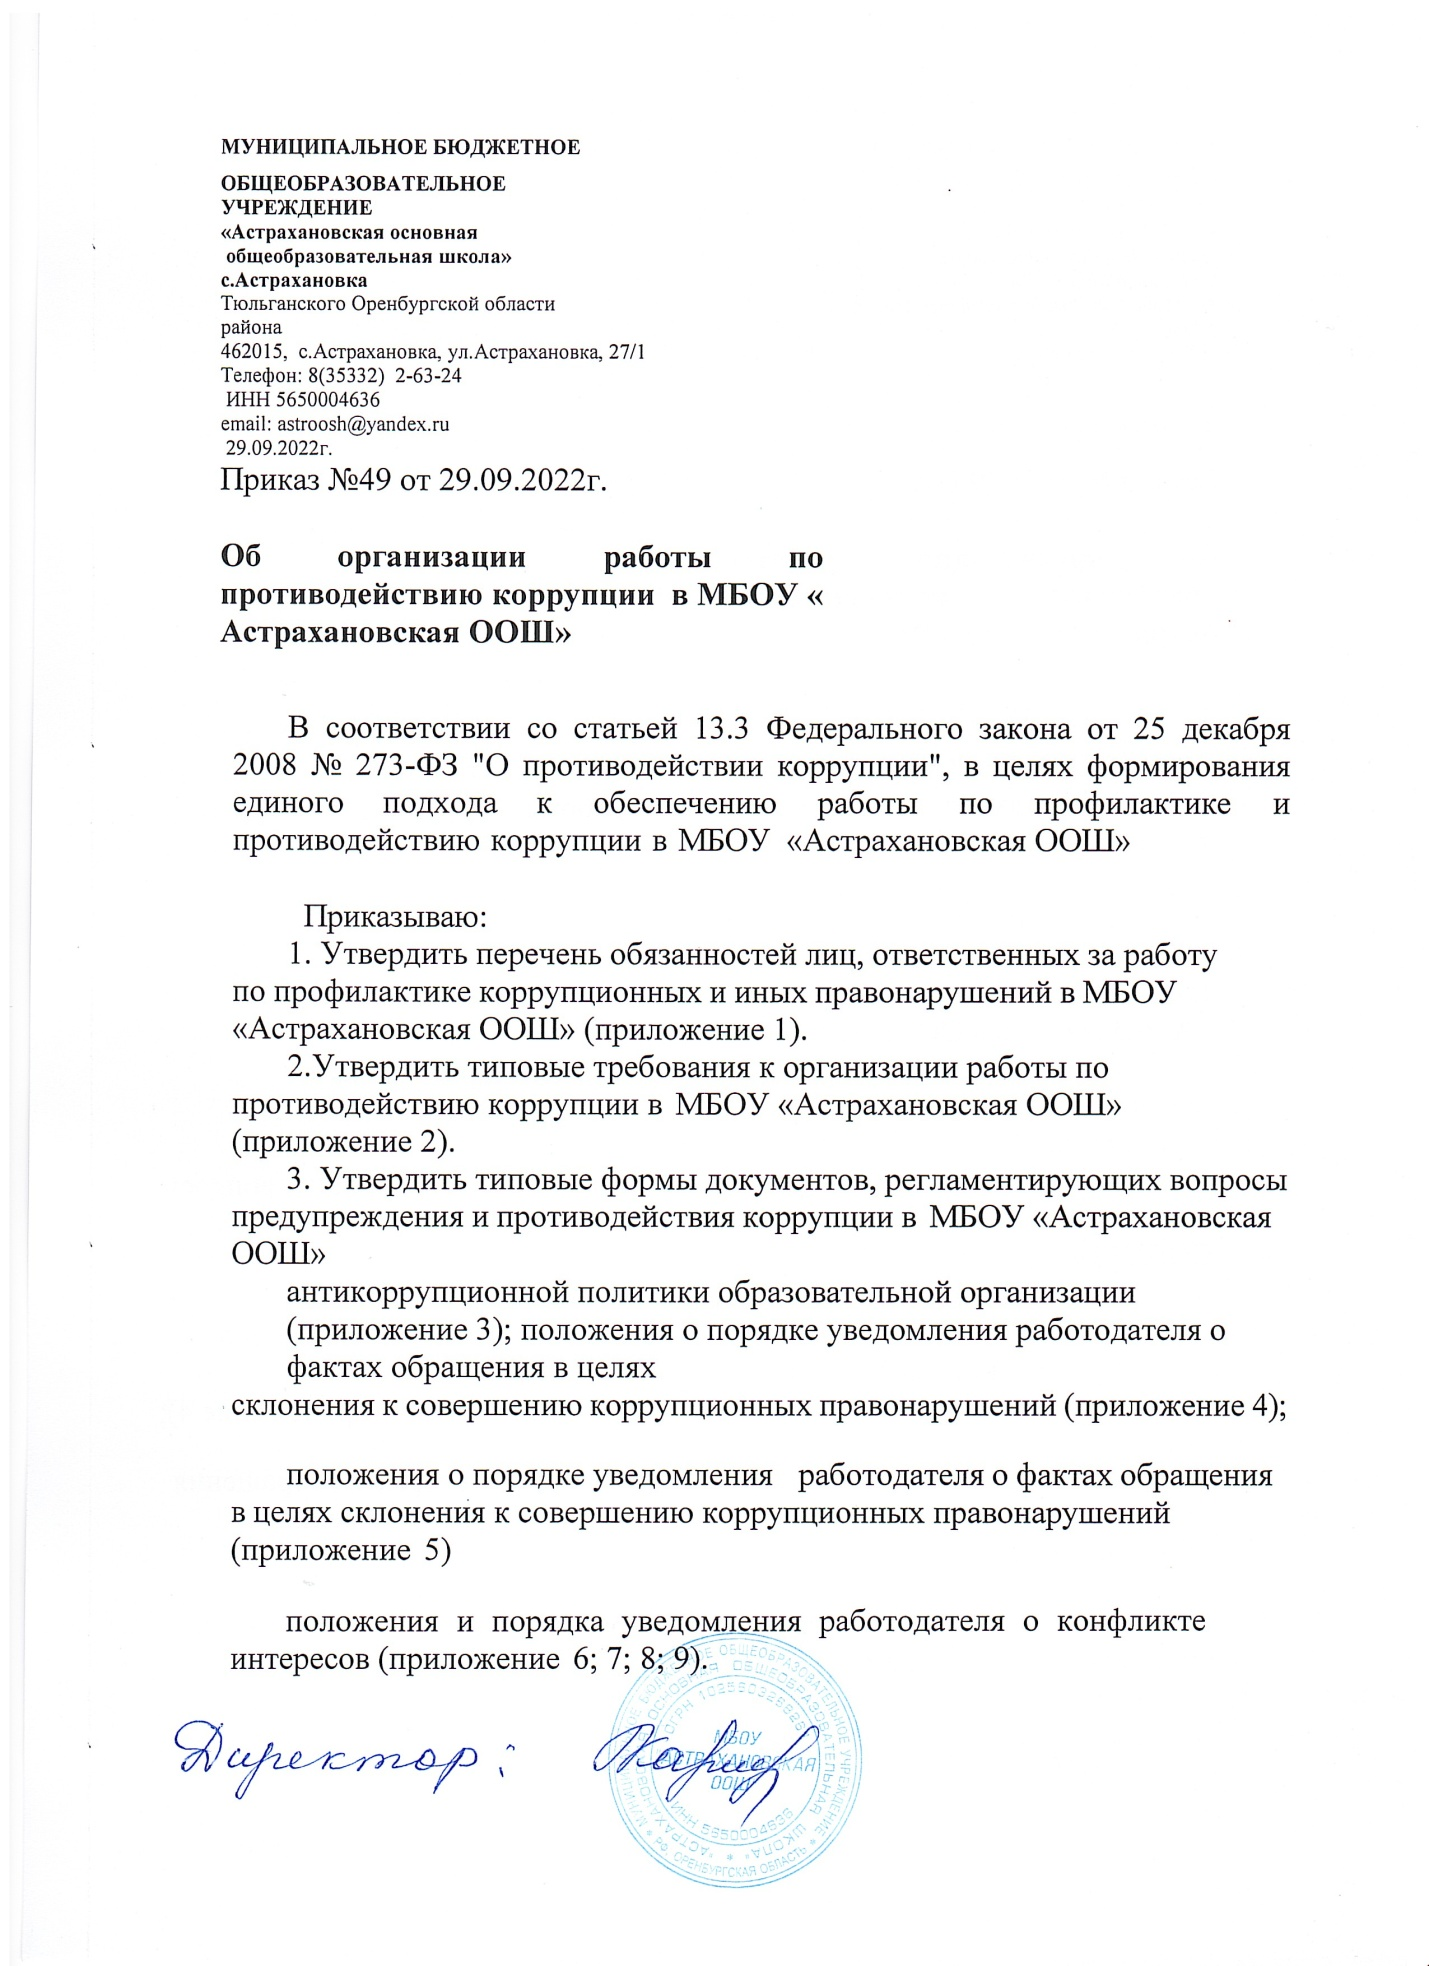 МУНИЦИПАЛЬНОЕ БЮДЖЕТНОЕ
ОБЩЕОБРАЗОВАТЕЛЬНОЕ
УЧРЕЖДЕНИЕ
«Астрахановская основная
общеобразовательная школа»
с.Астрахановка
Тюльганского Оренбургской области
района
462015, с.Астрахановка, ул.Астрахановка, 27/1
Телефон: 8(35332) 2-63-24
ИНН 5650004636
email: astroosh@yandex.ru
29.09.2022г.
Приказ №49 от 29.09.2022г.
Об организации работы по
противодействию коррупции в МБОУ «
Астрахановская ООШ»
В соответствии со статьей 13.3 Федерального закона от 25 декабря
2008 № 273-ФЗ "О противодействии коррупции", в целях формирования
единого подхода к обеспечению работы по профилактике и
противодействию коррупции в МБОУ «Астрахановская ООШ»
Приказываю:
1. Утвердить перечень обязанностей лиц, ответственных за работу
по профилактике коррупционных и иных правонарушений в МБОУ
«Астрахановская ООШ» (приложение 1).
2.Утвердить типовые требования к организации работы по
противодействию коррупции в МБОУ «Астрахановская ООШ»
(приложение 2).
3. Утвердить типовые формы документов, регламентирующих вопросы
предупреждения и противодействия коррупции в МБОУ «Астрахановская
ООШ»
антикоррупционной политики образовательной организации
(приложение 3); положения о порядке уведомления работодателя о
фактах обращения в целях
склонения к совершению коррупционных правонарушений (приложение 4);
положения о порядке уведомления работодателя о фактах обращения
в целях склонения к совершению коррупционных правонарушений
(приложение 5)
положения и порядка уведомления работодателя о конфликте
интересов (приложение 6; 7; 8; 9).
Директор:
МБОУ
АСТРАХАНОВСКАЯ
ООШ
ИНН 5650004636
РФ, ОРЕНБУРГСКАЯ ОБЛАСТЬ